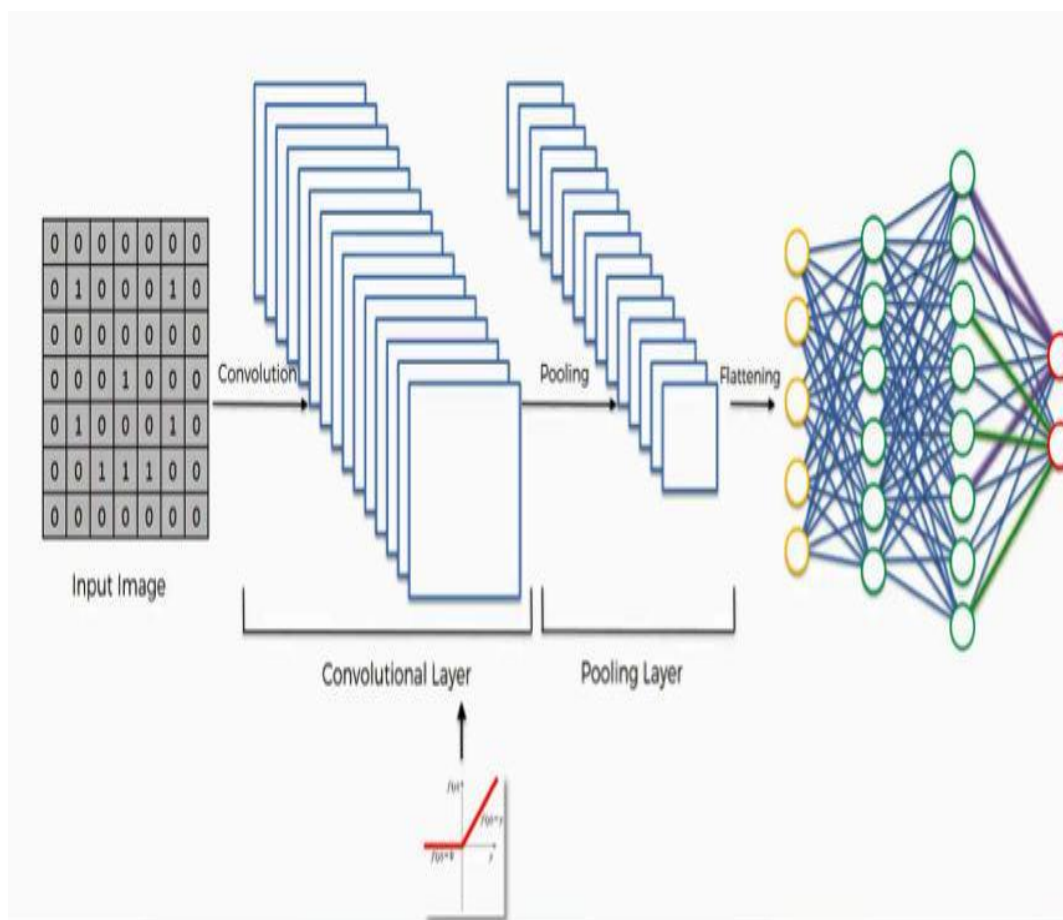 0 0 0 0 0 0 0
0 1 0 0 0 1 0
0 0 0 0 0 0 0
0 0 0 1 0 0 0
0 1 0 0 0 1 0
0 0 1 1 1 0 0
0 0 0 0 0 0 0
Input Image
Convolution
Pooling
Flattening
Convolutional Layer
Pooling Layer
f(y)=y
y